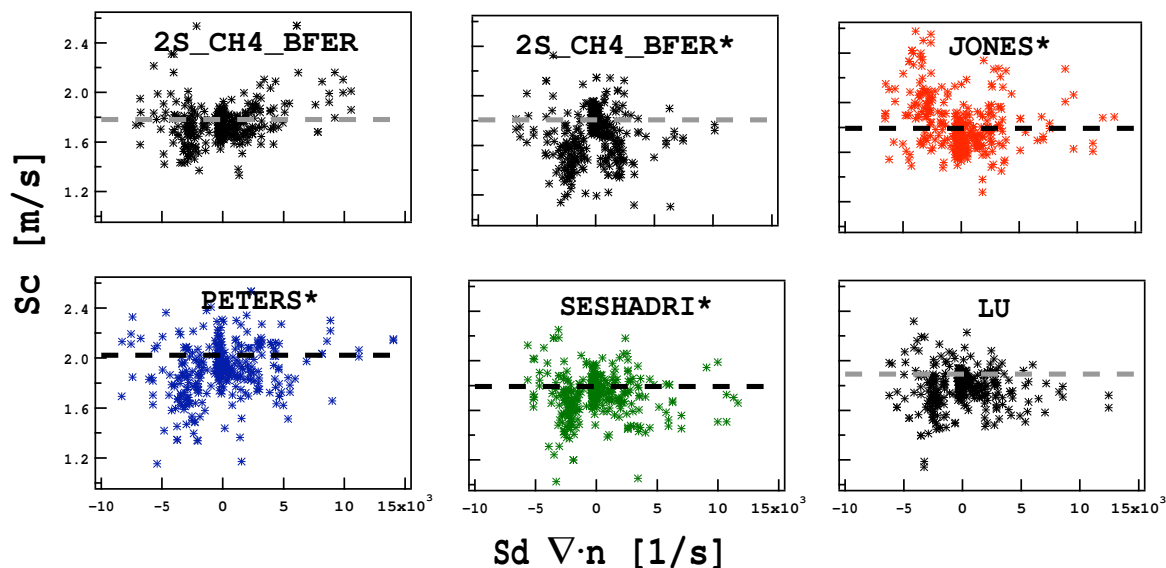 2S_CH4_BFER
2S_CH4_BFER*
JONES*
2.4
2.0
1.6
1.2
Sc [m/s]
PETERS*
SESHADRI*
LU
2.4
2.0
1.6
1.2
-10 0 5 10 15x10³
-10 -5 0 5 10 15x10³
-10 -5 0 5 10 15x10³
Sd ∇·n [1/s]